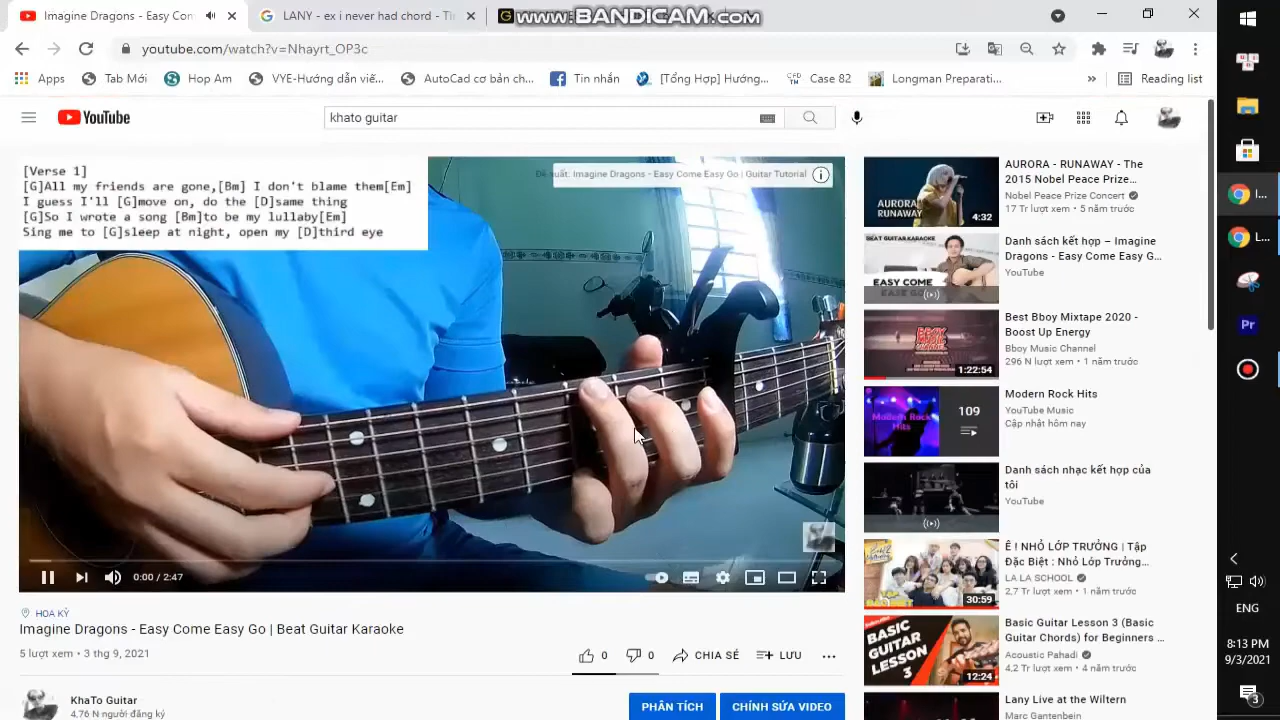 Imagine Dragons - Easy Con
LANY - ex i never had chord - Ti
www.BANDICAM.com
youtube.com/watch?v=Nhayrt_OP3c
Apps
Tab Mới
Hop Am
VYE-Hướng dẫn viế...
AutoCad cơ bản ch...
Tin nhắn
[Tổng Hợp] Hướng...
Case 82
Longman Preparati...
»
Reading list
YouTube
khato guitar
[Verse 1]
[G]All my friends are gone,[Bm] I don't blame them[Em]
I guess I'll [G]move on, do the [D]same thing
[G]So I wrote a song [Bm]to be my lullaby[Em]
Sing me to [G]sleep at night, open my [D]third eye
Đề xuất: Imagine Dragons - Easy Come Easy Go | Guitar Tutorial
0:00 / 2:47
HOA KỲ
Imagine Dragons - Easy Come Easy Go | Beat Guitar Karaoke
5 lượt xem • 3 thg 9, 2021
0
0
CHIA SẺ
LƯU
KhaTo Guitar
4,76 N người đăng ký
PHÂN TÍCH
CHỈNH SỬA VIDEO
AURORA
RUNAWAY
4:32
AURORA - RUNAWAY - The
2015 Nobel Peace Prize...
Nobel Peace Prize Concert
17 Tr lượt xem • 5 năm trước
BEAT GUITAR KARAOKE
EASY COME
EASE GO
Danh sách kết hợp – Imagine
Dragons - Easy Come Easy G...
YouTube
1:22:54
Best Bboy Mixtape 2020 -
Boost Up Energy
Bboy Music Channel
296 N lượt xem • 1 năm trước
Modern Rock
Hits
109
Modern Rock Hits
YouTube Music
Cập nhật hôm nay
Danh sách nhạc kết hợp của
tôi
YouTube
30:59
Ê ! NHỎ LỚP TRƯỞNG | Tập
Đặc Biệt : Nhỏ Lớp Trưởng...
LA LA SCHOOL
2,7 Tr lượt xem • 1 năm trước
BASIC
GUITAR
LESSON
3
12:24
Basic Guitar Lesson 3 (Basic
Guitar Chords) for Beginners ...
Acoustic Pahadi
4,2 Tr lượt xem • 4 năm trước
Lany Live at the Wiltern
Marc Gantenbein
I...
L...
Pr
ENG
8:13 PM
9/3/2021
3